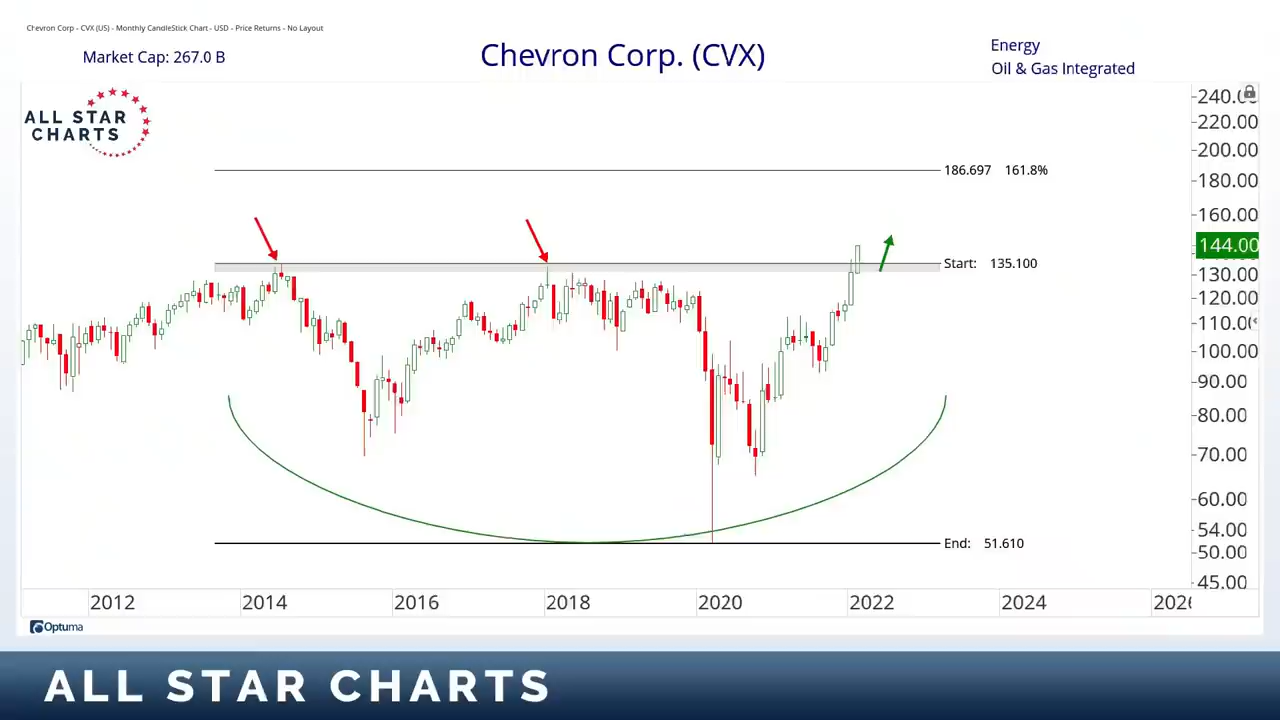 Chevron Corp - CVX (US) - Monthly CandleStick Chart - USD - Price Returns - No Layout
Market Cap: 267.0 B
Chevron Corp. (CVX)
Energy
Oil & Gas Integrated
ALL STAR
CHARTS
186.697 161.8%
Start: 135.100
End: 51.610
220.00
200.00
180.00
160.00
144.00
130.00
120.00
100.00
90.00
80.00
70.00
60.00
54.00
50.00
45.00
2012 2014 2016 2018 2020 2022 2024
Optuma
ALL STAR CHARTS